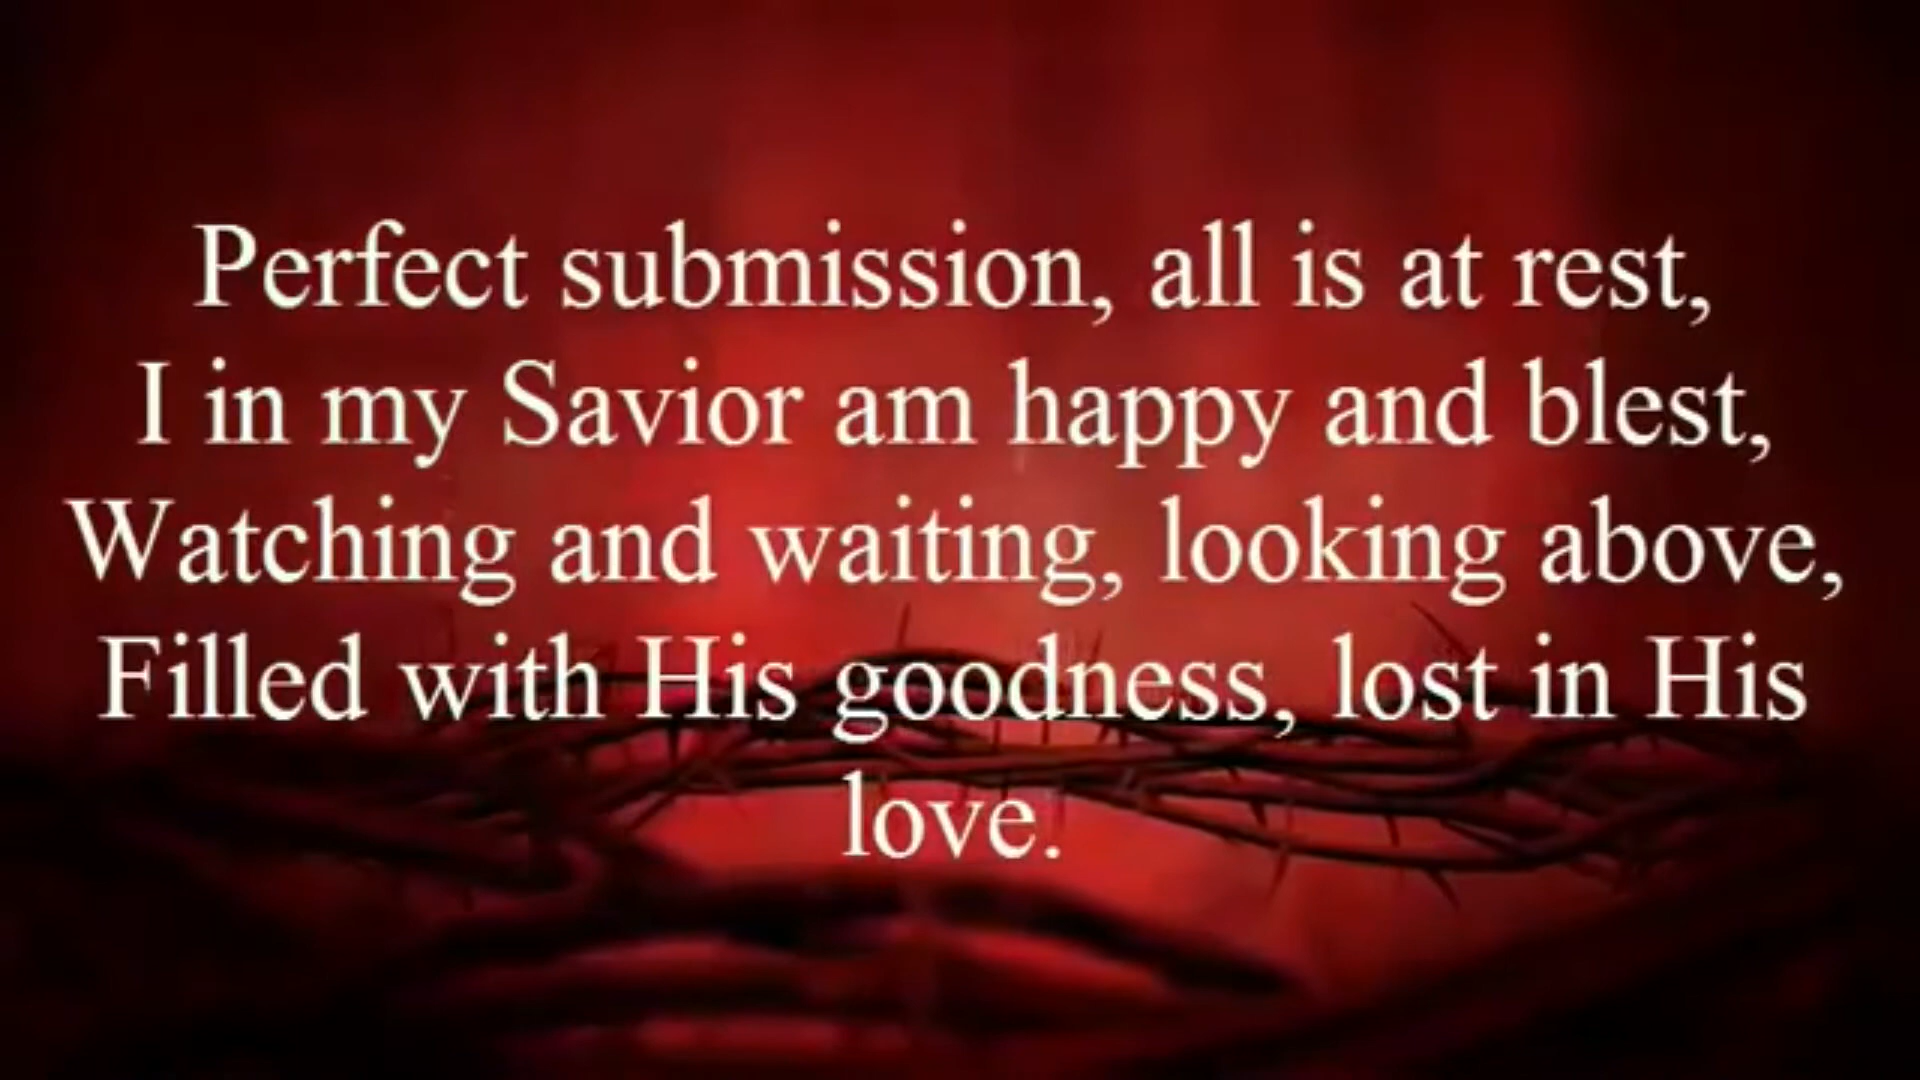 Perfect submission, all is at rest,
I in my Savior am happy and blest,
Watching and waiting, looking above,
Filled with His goodness, lost in His
love.